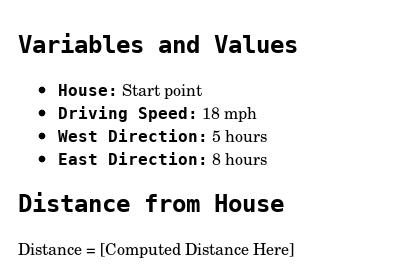 Variables and Values
• House: Start point
• Driving Speed: 18 mph
• West Direction: 5 hours
• East Direction: 8 hours
Distance from House
Distance = [Computed Distance Here]